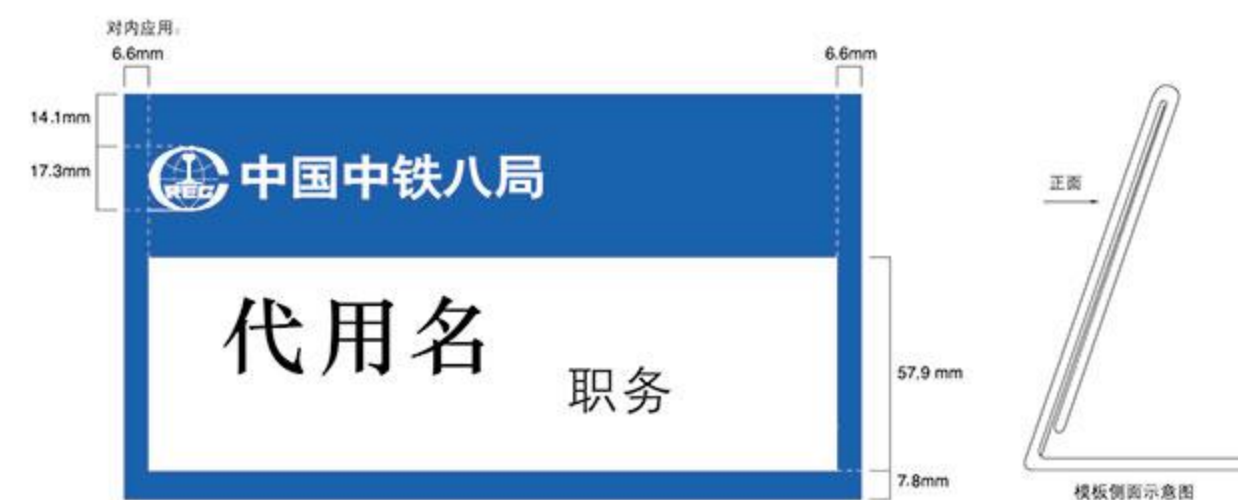 对内应用:
6.6mm
6.6mm
14.1mm
17.3mm
CREC 中国中铁八局
正面
代用名
职务
57.9 mm
7.8mm
模板侧面示意图